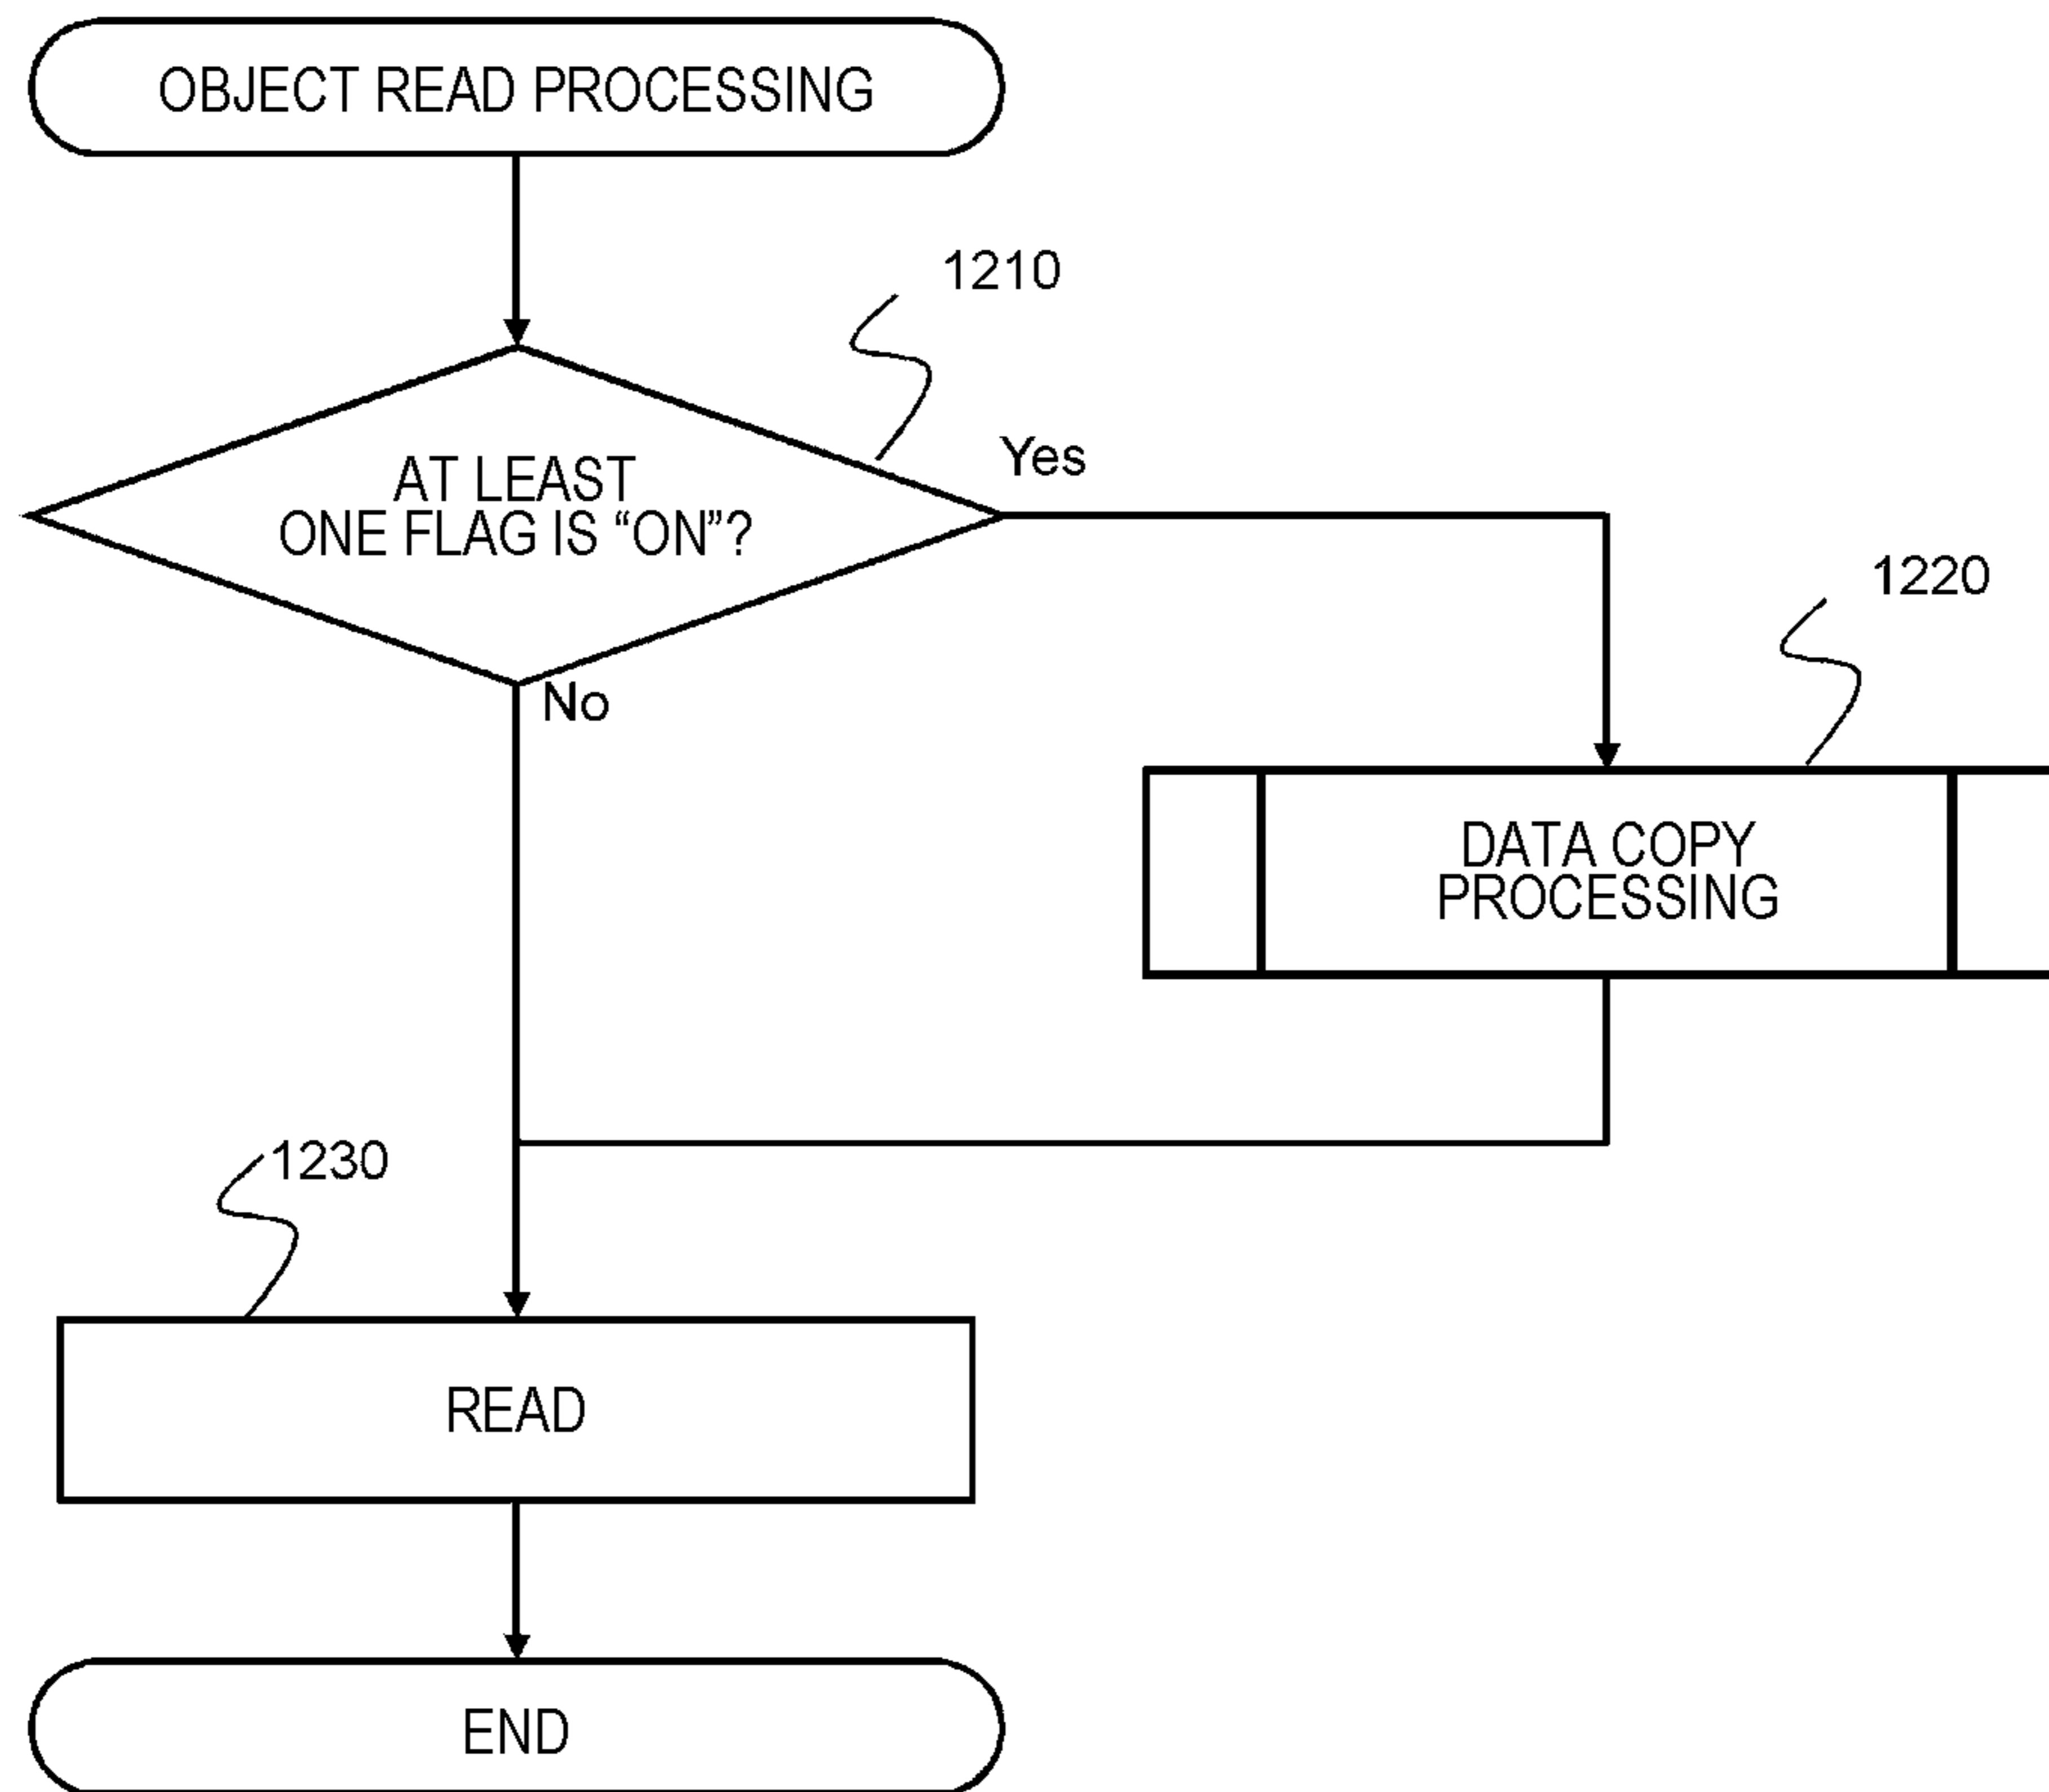 OBJECT READ PROCESSING
1210
AT LEAST
ONE FLAG IS “ON”?
Yes
No
1220
DATA COPY
PROCESSING
1230
READ
END